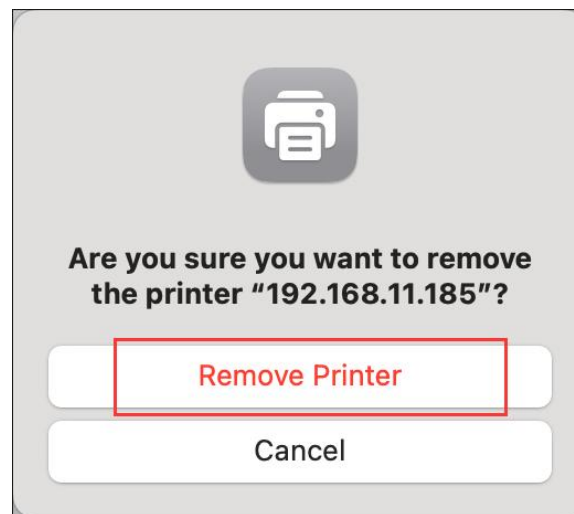 Are you sure you want to remove
the printer “192.168.11.185”?
Remove Printer
Cancel